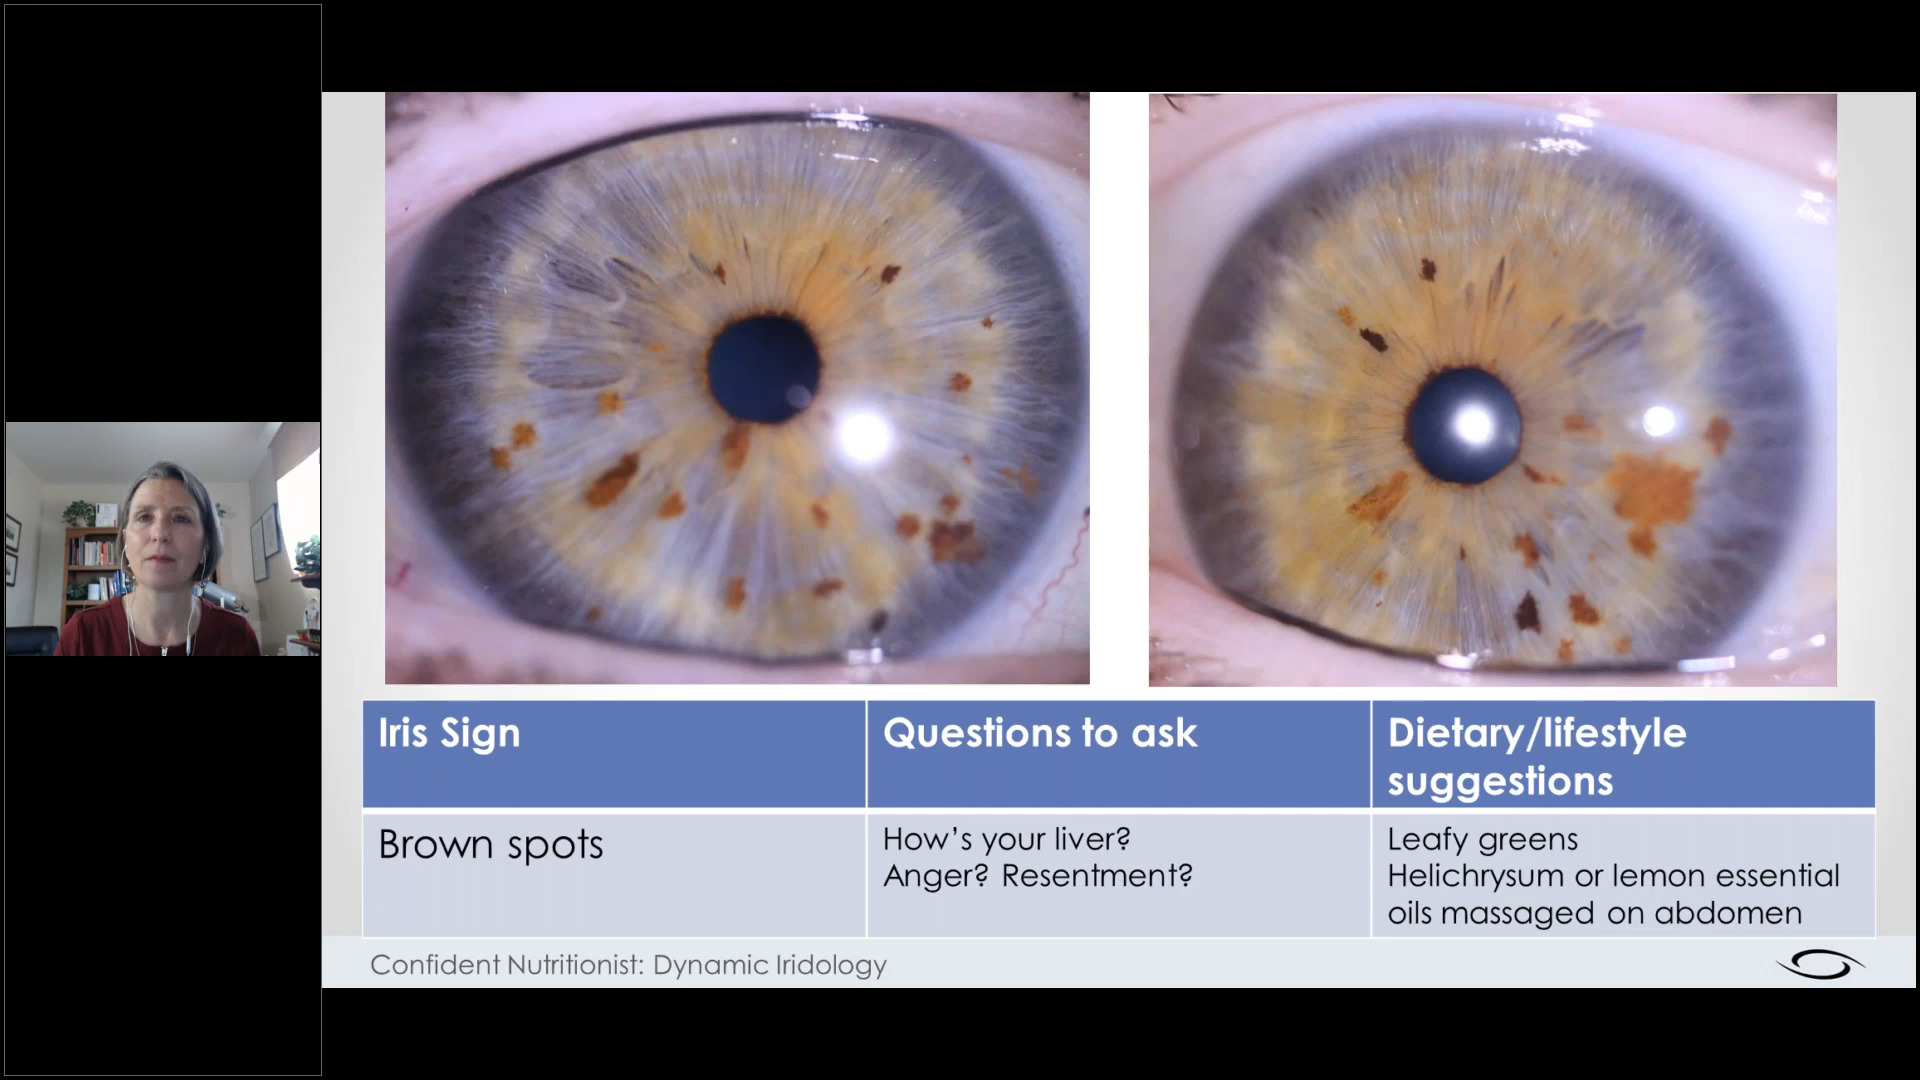 Iris Sign
Questions to ask
Dietary/lifestyle
suggestions
Brown spots
How’s your liver?
Anger? Resentment?
Leafy greens
Helichrysum or lemon essential
oils massaged on abdomen
Confident Nutritionist: Dynamic Iridology